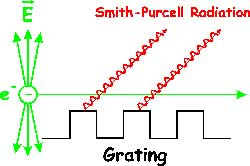 E
Smith-Purcell Radiation
e⁻
Grating